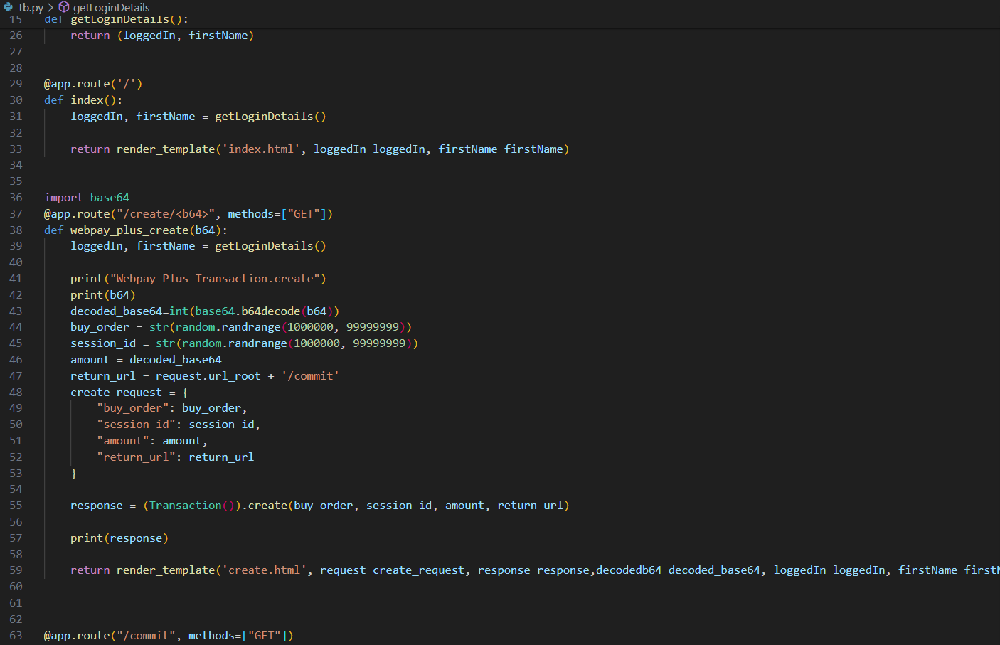 tb.py > getLoginDetails
15 def getLoginDetails():
26 return (loggedIn, firstName)
27
28
29 @app.route('/')
30 def index():
31 loggedIn, firstName = getLoginDetails()
32
33 return render_template('index.html', loggedIn=loggedIn, firstName=firstName)
34
35
36 import base64
37 @app.route("/create/<b64>", methods=["GET"])
38 def webpay_plus_create(b64):
39 loggedIn, firstName = getLoginDetails()
40
41 print("Webpay Plus Transaction.create")
42 print(b64)
43 decoded_base64=int(base64.b64decode(b64))
44 buy_order = str(random.randrange(1000000, 99999999))
45 session_id = str(random.randrange(1000000, 99999999))
46 amount = decoded_base64
47 return_url = request.url_root + '/commit'
48 create_request = {
49 "buy_order": buy_order,
50 "session_id": session_id,
51 "amount": amount,
52 "return_url": return_url
53 }
54
55 response = (Transaction()).create(buy_order, session_id, amount, return_url)
56
57 print(response)
58
59 return render_template('create.html', request=create_request, response=response,decodedb64=decoded_base64, loggedIn=loggedIn, firstName=first
60
61
62
63 @app.route("/commit", methods=["GET"])